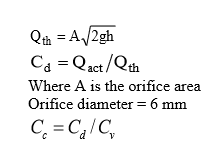 Qth = A√2gh
Cd = Qact/Qth
Where A is the orifice area
Orifice diameter = 6 mm
Cc = Cd/Cv